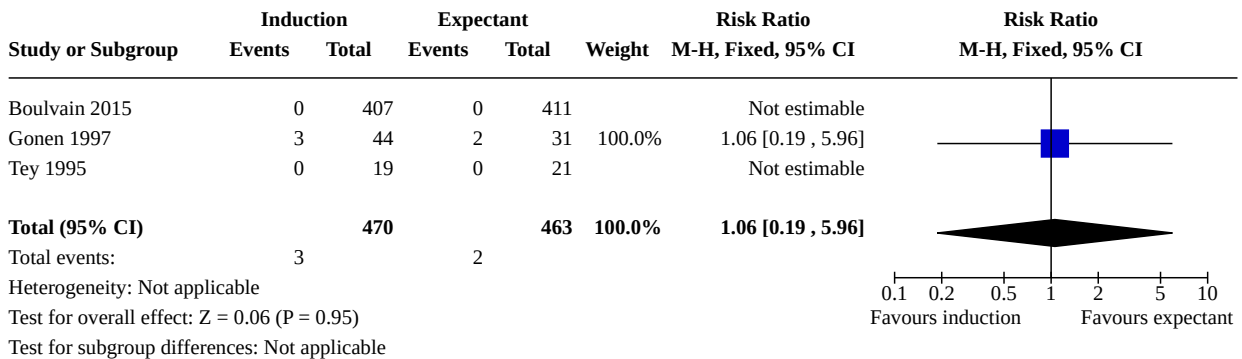 Induction Expectant Risk Ratio Risk Ratio
Study or Subgroup Events Total Events Total Weight M-H, Fixed, 95% CI M-H, Fixed, 95% CI
Boulvain 2015 0 407 0 411 Not estimable
Gonen 1997 3 44 2 31 100.0% 1.06 [0.19 , 5.96]
Tey 1995 0 19 0 21 Not estimable
Total (95% CI) 470 463 100.0% 1.06 [0.19 , 5.96]
Total events: 3 2
Heterogeneity: Not applicable
0.1 0.2 0.5 1 2 5 10
Test for overall effect: Z = 0.06 (P = 0.95) Favours induction Favours expectant
Test for subgroup differences: Not applicable